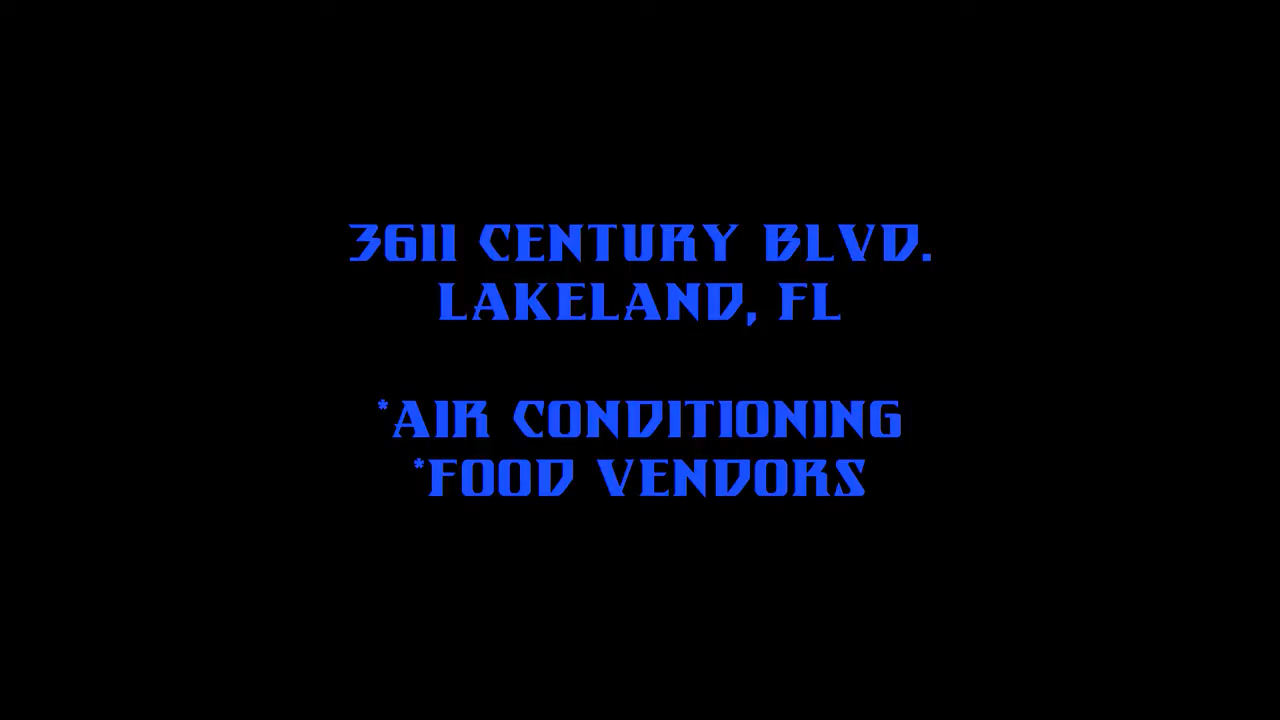 3611 CENTURY BLVD.
LAKELAND, FL
*AIR CONDITIONING
*FOOD VENDORS